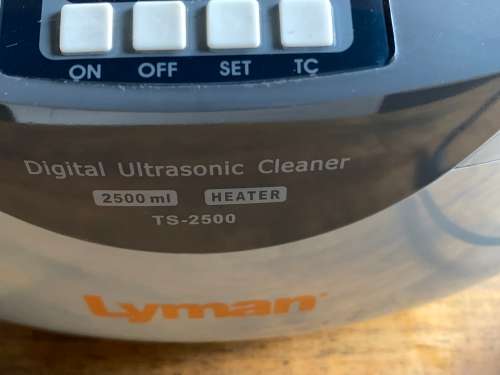 ON OFF SET TC
Digital Ultrasonic Cleaner
2500 ml HEATER
TS-2500
Lyman